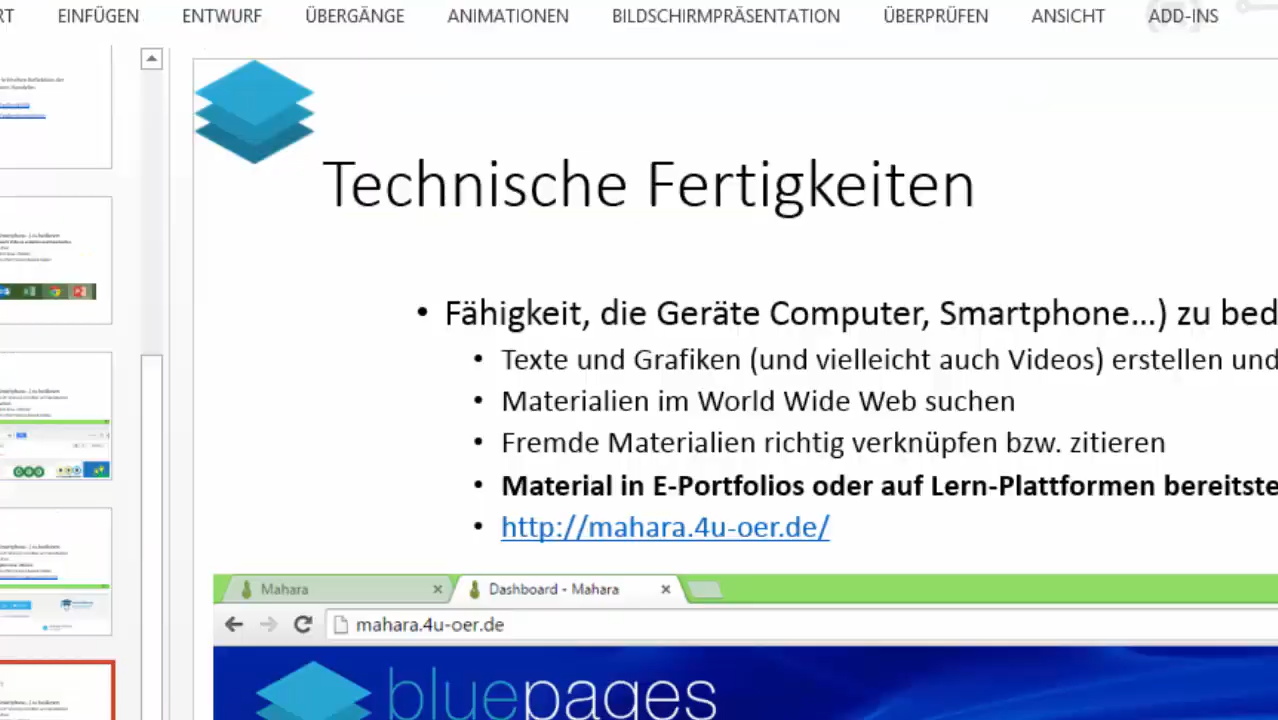 EINFÜGEN ENTWURF ÜBERGÄNGE ANIMATIONEN BILDSCHIRMPRÄSENTATION ÜBERPRÜFEN ANSICHT ADD-INS
Technische Fertigkeiten
• Fähigkeit, die Geräte Computer, Smartphone...) zu bed
• Texte und Grafiken (und vielleicht auch Videos) erstellen und
• Materialien im World Wide Web suchen
• Fremde Materialien richtig verknüpfen bzw. zitieren
• Material in E-Portfolios oder auf Lern-Plattformen bereitste
• http://mahara.4u-oer.de/
Mahara Dashboard - Mahara
mahara.4u-oer.de
bluepages